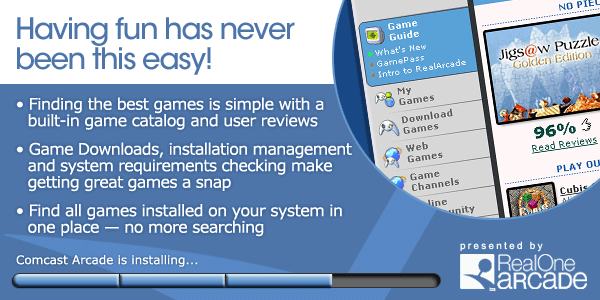 Having fun has never
been this easy!
• Finding the best games is simple with a
built-in game catalog and user reviews
• Game Downloads, installation management
and system requirements checking make
getting great games a snap
• Find all games installed on your system in
one place — no more searching
Comcast Arcade is installing...
Game
Guide
What's New
GamePass
Intro to RealArcade
My
Games
Download
Games
Web
Games
Game
Channels
NO PIE
Jigs@w Puzzle
Golden Edition
96%
Read Reviews
PLAY OU
Cubis
presented by
RealOne
ARCADE